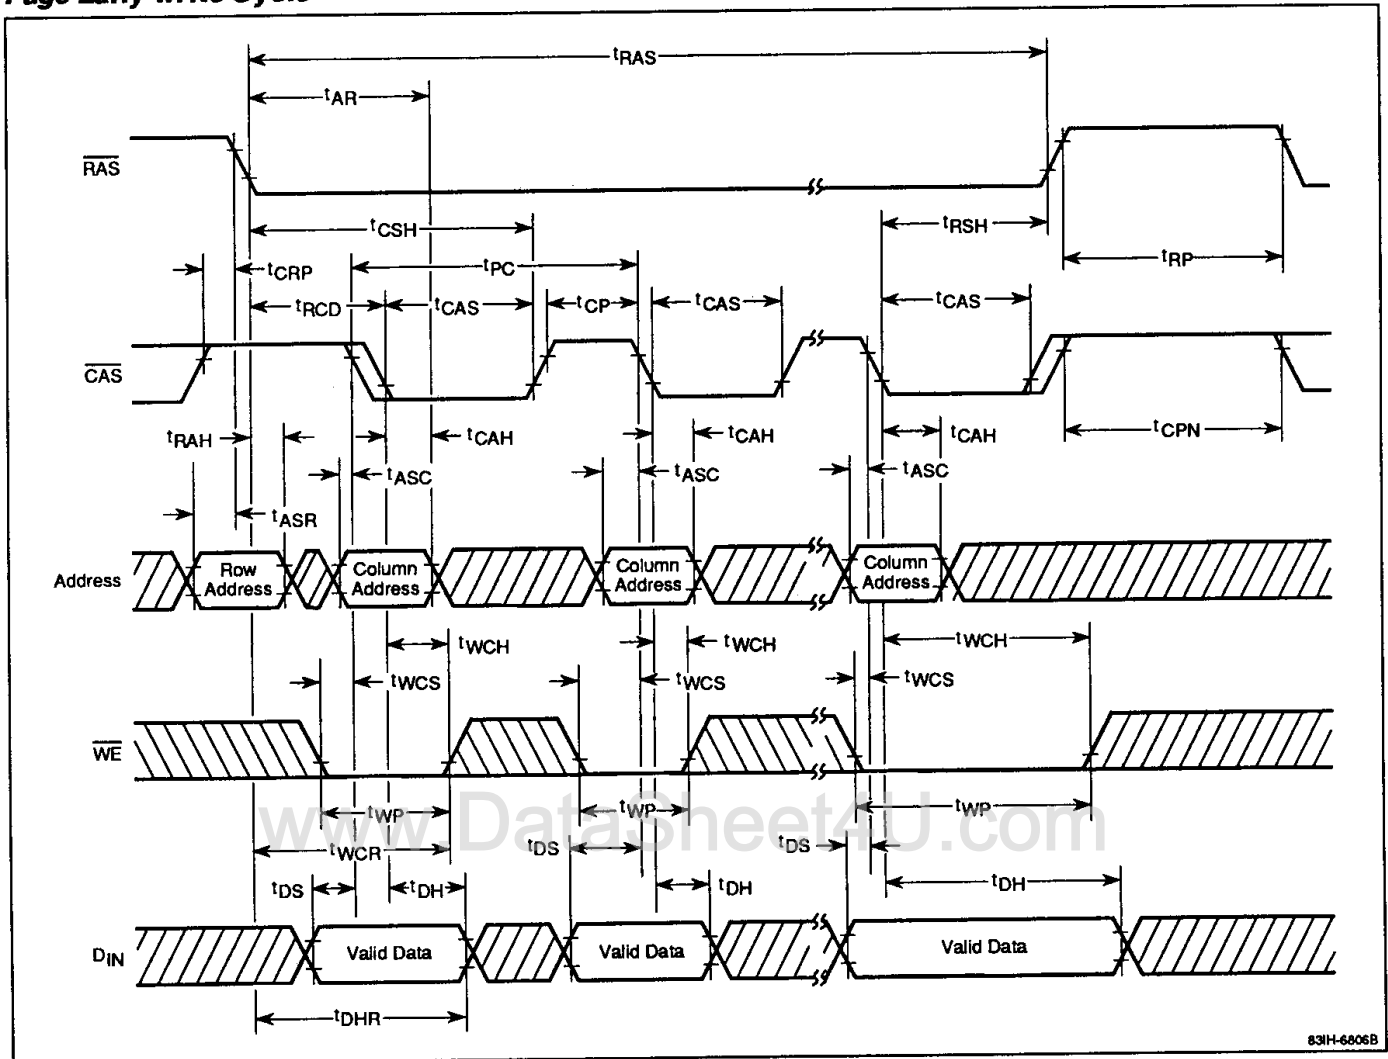 Page Early-Write Cycle
tRAS
tAR
RAS
tCSH
tRSH
tCRP
tPC
tRP
tRCD
tCAS
tCP
tCAS
tCAS
CAS
tRAH
tCAH
tCAH
tCAH
tCPN
tASC
tASC
tASC
tASR
Address
Row Address
Column Address
Column Address
Column Address
tWCH
tWCH
tWCH
tWCS
tWCS
tWCS
WE
tWP
tWP
tWP
www.DataSheet4U.com
tWCR
tDS
tDS
tDS
tDH
tDH
tDH
DIN
Valid Data
Valid Data
Valid Data
tDHR
83IH-6806B